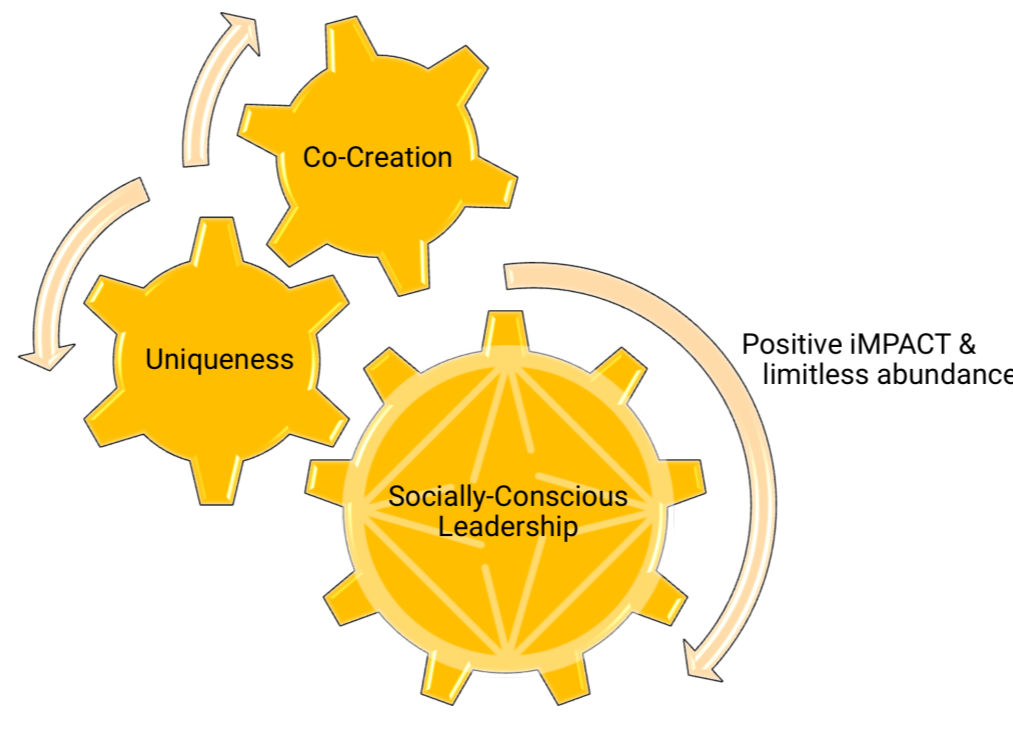 Co-Creation
Uniqueness
Positive iMPACT &
limitless abundance
Socially-Conscious
Leadership